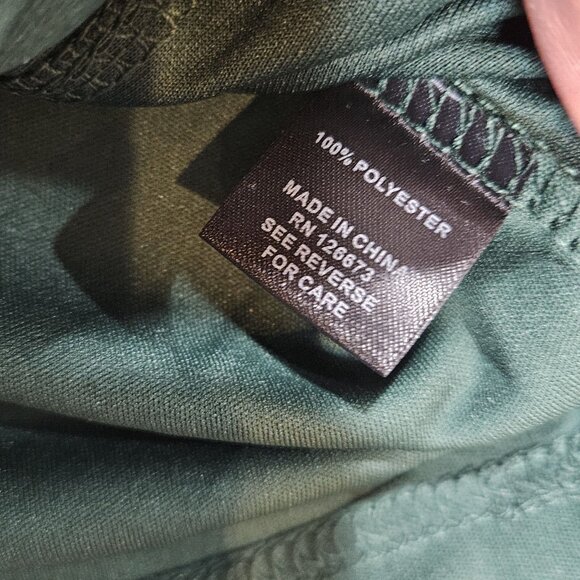 100% POLYESTER
MADE IN CHINA
RN 126673
SEE REVERSE
FOR CARE